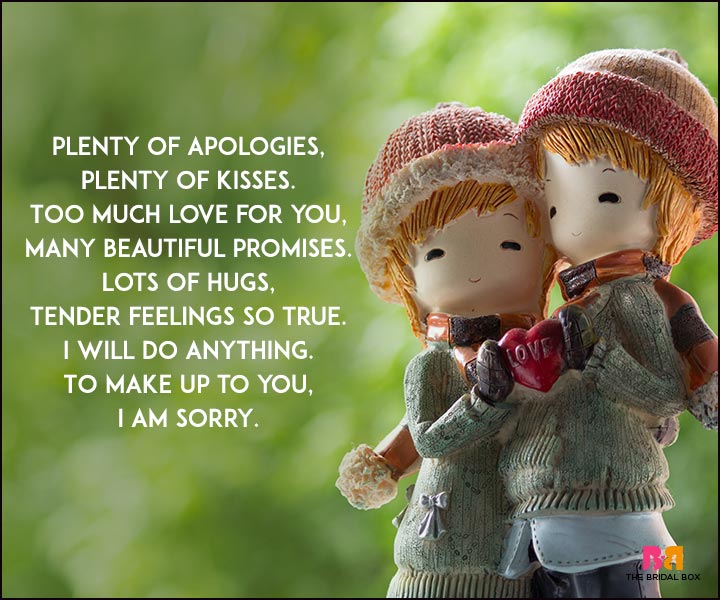 PLENTY OF APOLOGIES,
PLENTY OF KISSES.
TOO MUCH LOVE FOR YOU,
MANY BEAUTIFUL PROMISES.
LOTS OF HUGS,
TENDER FEELINGS SO TRUE.
I WILL DO ANYTHING.
TO MAKE UP TO YOU,
I AM SORRY.
LOVE
THE BRIDAL BOX